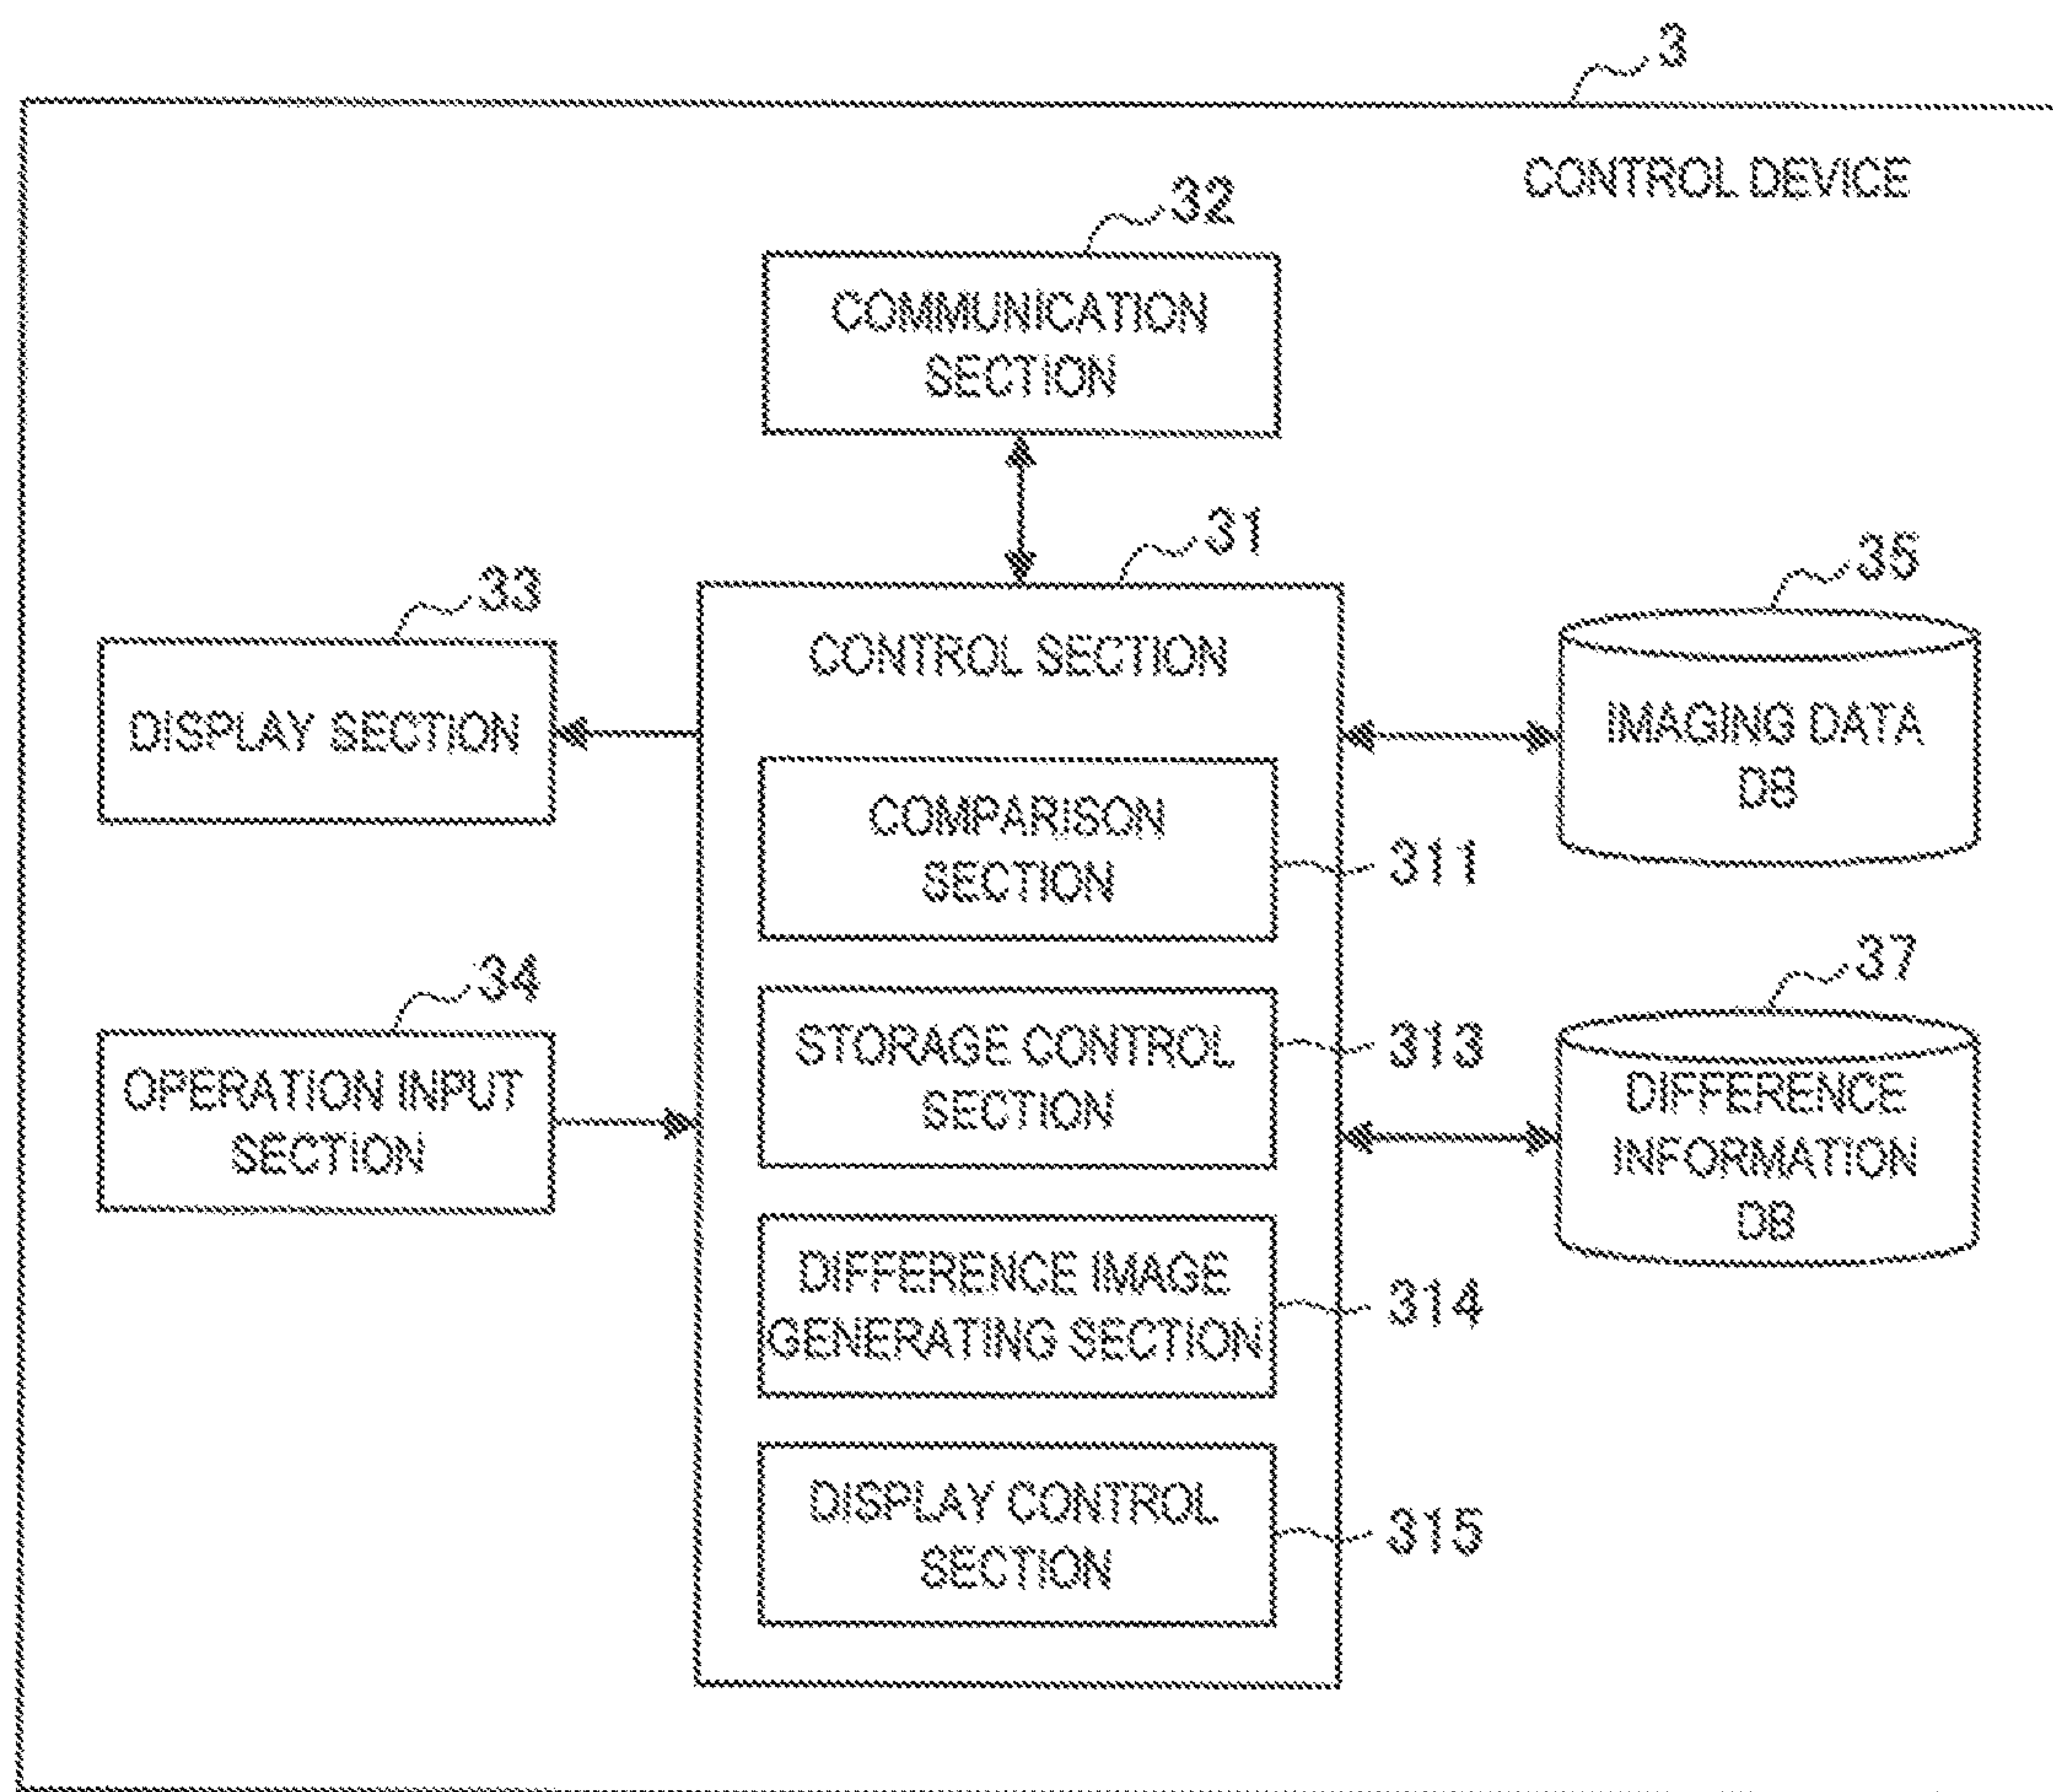 3
CONTROL DEVICE
32
COMMUNICATION
SECTION
31
CONTROL SECTION
33
DISPLAY SECTION
35
IMAGING DATA
DB
COMPARISON
SECTION
311
34
OPERATION INPUT
SECTION
STORAGE CONTROL
SECTION
313
37
DIFFERENCE
INFORMATION
DB
DIFFERENCE IMAGE
GENERATING SECTION
314
DISPLAY CONTROL
SECTION
315